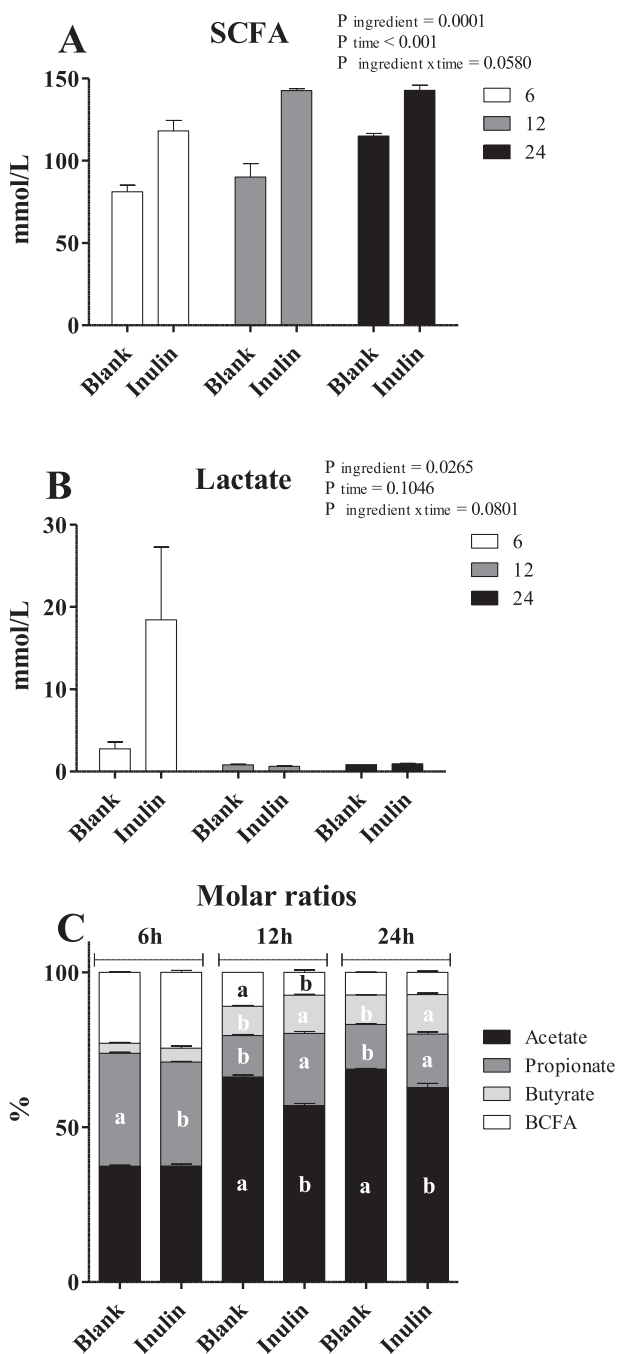 A
SCFA
P ingredient = 0.0001
P time < 0.001
P ingredient x time = 0.0580
150
100
50
0
mmol/L
6
12
24
Blank
Inulin
Blank
Inulin
Blank
Inulin
B
Lactate
P ingredient = 0.0265
P time = 0.1046
P ingredient x time = 0.0801
30
20
10
0
mmol/L
6
12
24
Blank
Inulin
Blank
Inulin
Blank
Inulin
Molar ratios
C
6h
12h
24h
100
50
0
%
a
b
a b
b a b a
a b b a
a b a b
Acetate
Propionate
Butyrate
BCFA
Blank
Inulin
Blank
Inulin
Blank
Inulin